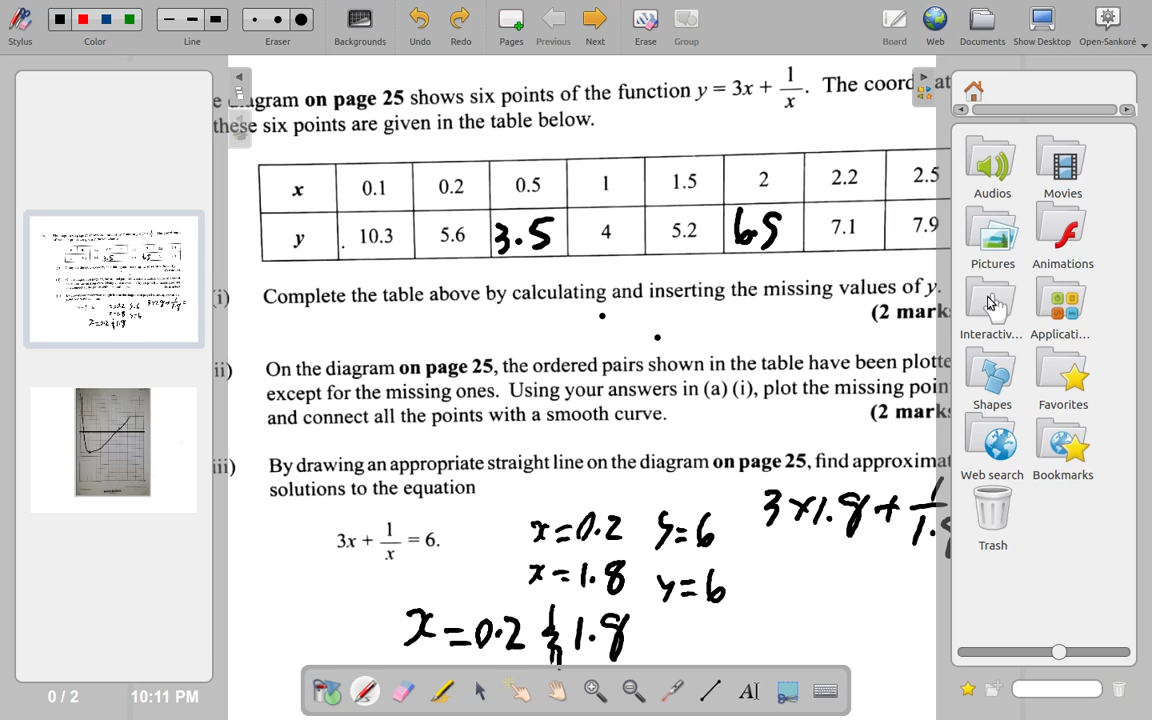 Stylus Color Line Eraser Backgrounds Undo Redo Pages Previous Next Erase Group Board Web Documents Show Desktop Open-Sankoré
e diagram on page 25 shows six points of the function y = 3x + 1/x. The coord at
these six points are given in the table below.
x 0.1 0.2 0.5 1 1.5 2 2.2 2.5
y 10.3 5.6 3.5 4 5.2 6.5 7.1 7.9
(i) Complete the table above by calculating and inserting the missing values of y.
(2 mark
ii) On the diagram on page 25, the ordered pairs shown in the table have been plotte
except for the missing ones. Using your answers in (a) (i), plot the missing poin
and connect all the points with a smooth curve. (2 mark
iii) By drawing an appropriate straight line on the diagram on page 25, find approximat
solutions to the equation
3x + 1/x = 6.
x=0.2 y=6
3×1.8+1/1.8
x=1.8 y=6
x=0.2 & 1.8
Audios Movies
Pictures Animations
Interactiv... Applicati...
Shapes Favorites
Web search Bookmarks
Trash
0 / 2 10:11 PM